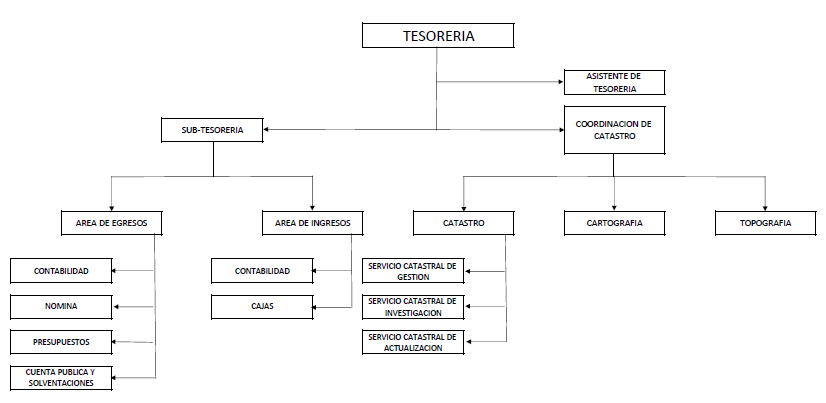 TESORERIA
ASISTENTE DE
TESORERIA
SUB-TESORERIA
COORDINACION DE
CATASTRO
AREA DE EGRESOS
AREA DE INGRESOS
CATASTRO
CARTOGRAFIA
TOPOGRAFIA
CONTABILIDAD
NOMINA
PRESUPUESTOS
CUENTA PUBLICA Y
SOLVENTACIONES
CONTABILIDAD
CAJAS
SERVICIO CATASTRAL DE
GESTION
SERVICIO CATASTRAL DE
INVESTIGACION
SERVICIO CATASTRAL DE
ACTUALIZACION